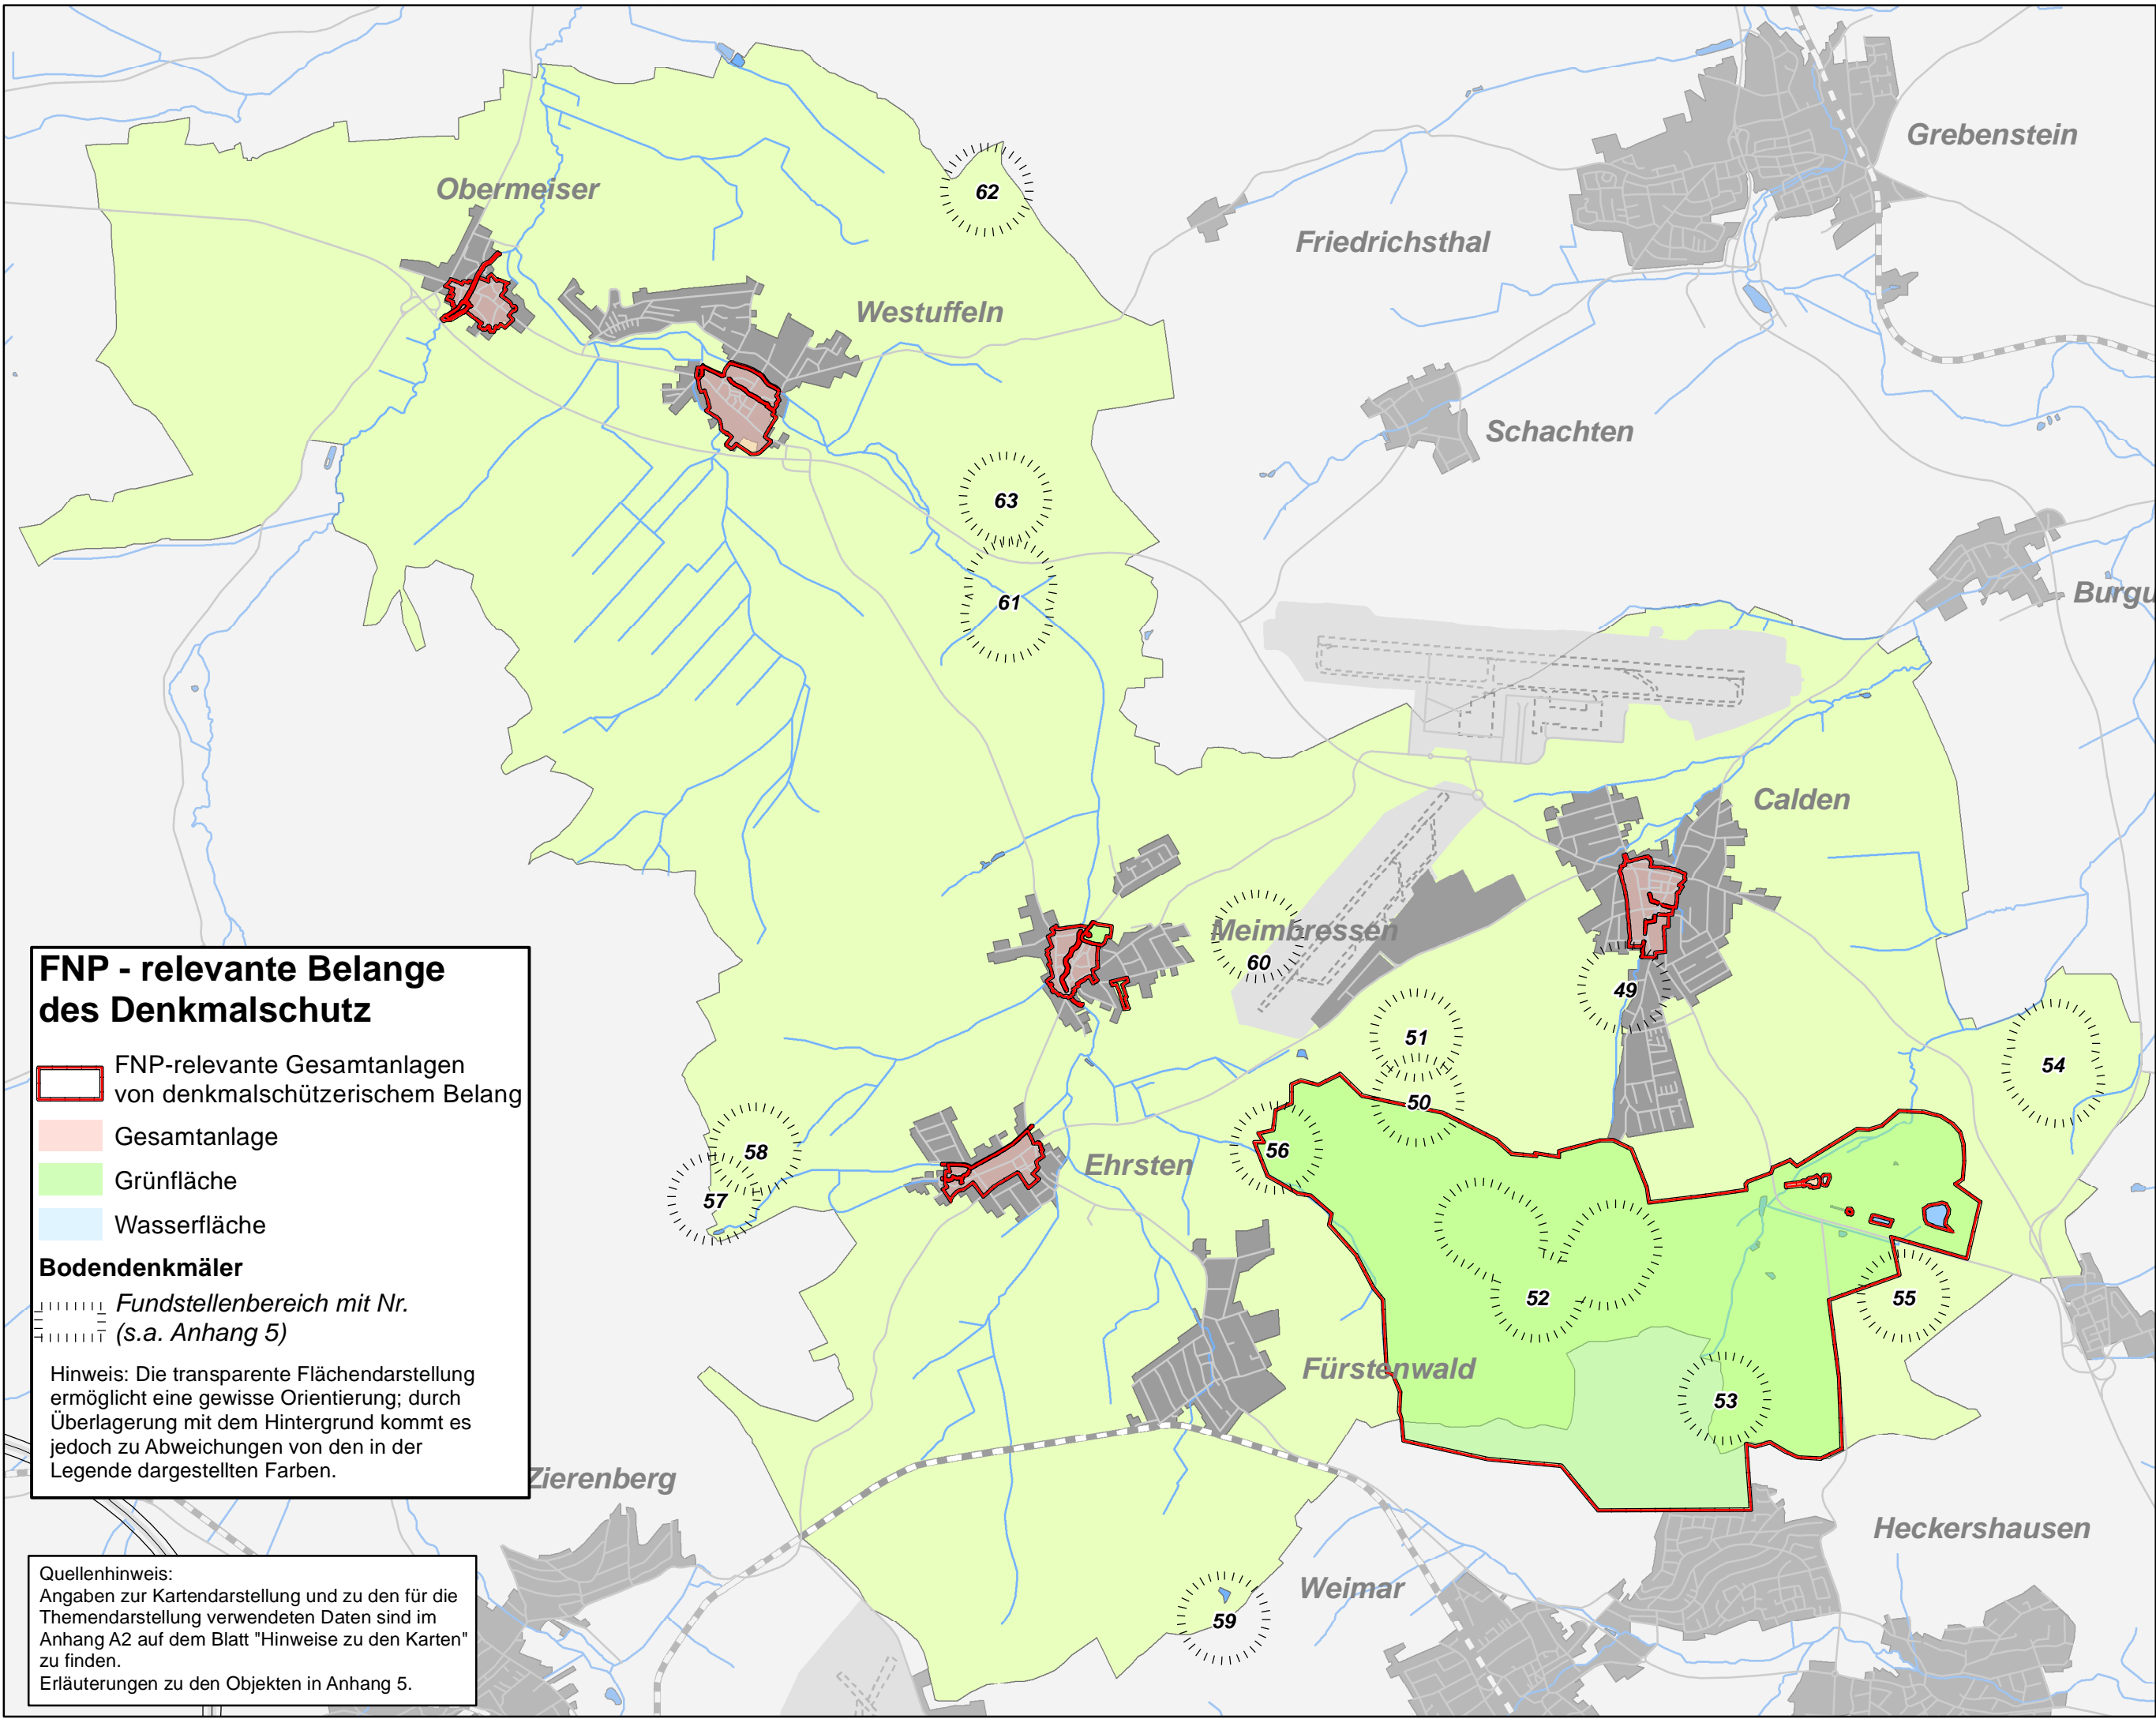 Grebenstein
Obermeiser
62
Friedrichsthal
Westuffeln
Schachten
63
Burgu
61
Calden
Meimbressen
60
49
51
54
50
58
56
Ehrsten
57
52
55
Fürstenwald
53
Zierenberg
Heckershausen
Weimar
59
FNP - relevante Belange
des Denkmalschutz
FNP-relevante Gesamtanlagen
von denkmalschützerischem Belang
Gesamtanlage
Grünfläche
Wasserfläche
Bodendenkmäler
Fundstellenbereich mit Nr.
(s.a. Anhang 5)
Hinweis: Die transparente Flächendarstellung
ermöglicht eine gewisse Orientierung; durch
Überlagerung mit dem Hintergrund kommt es
jedoch zu Abweichungen von den in der
Legende dargestellten Farben.
Quellenhinweis:
Angaben zur Kartendarstellung und zu den für die
Themendarstellung verwendeten Daten sind im
Anhang A2 auf dem Blatt "Hinweise zu den Karten"
zu finden.
Erläuterungen zu den Objekten in Anhang 5.